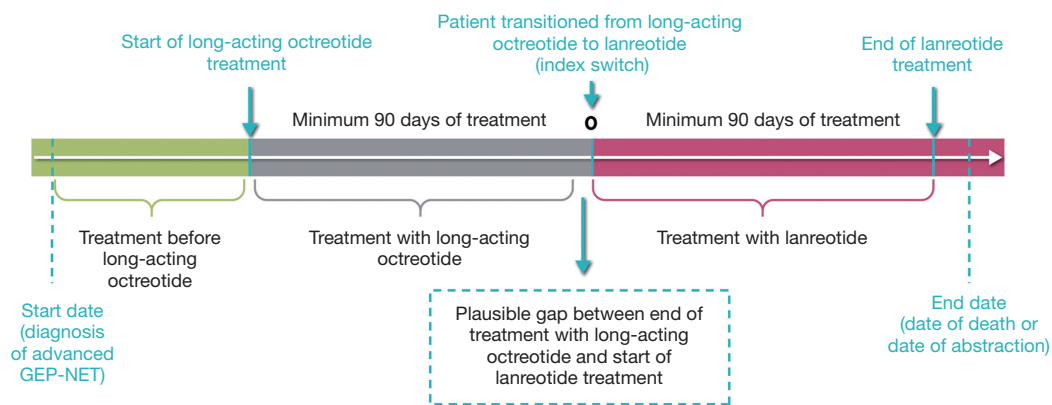 Start of long-acting octreotide
treatment
Patient transitioned from long-acting
octreotide to lanreotide
(index switch)
End of lanreotide
treatment
Minimum 90 days of treatment
o
Minimum 90 days of treatment
Treatment before
long-acting
octreotide
Treatment with long-acting
octreotide
Treatment with lanreotide
Start date
(diagnosis
of advanced
GEP-NET)
Plausible gap between end of
treatment with long-acting
octreotide and start of
lanreotide treatment
End date
(date of death or
date of abstraction)